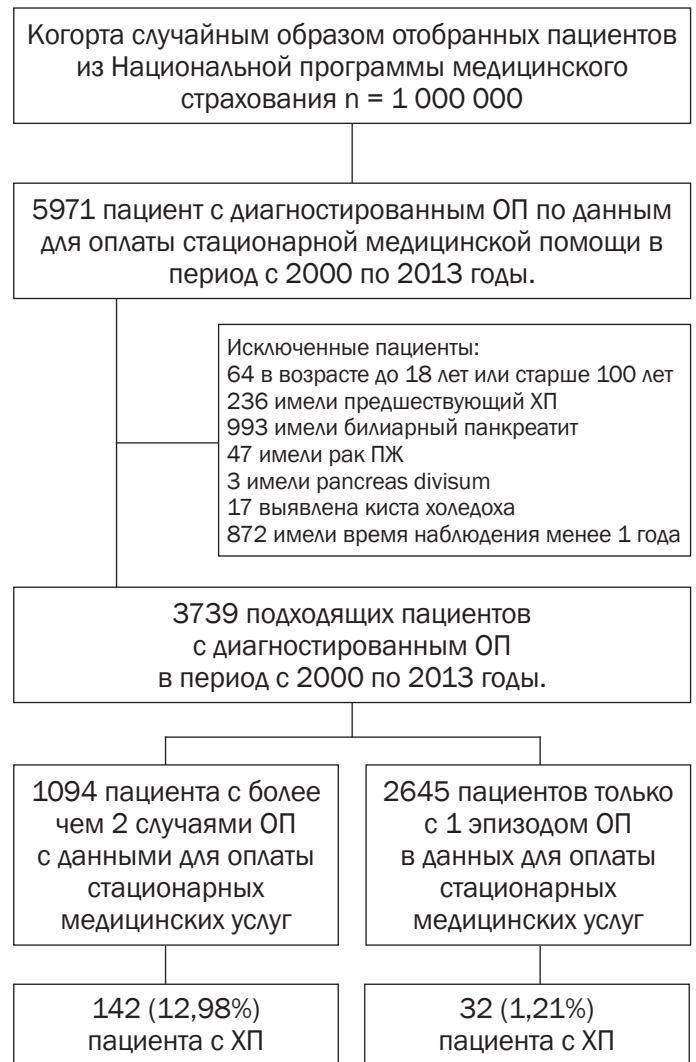 Когорта случайным образом отобранных пациентов
из Национальной программы медицинского
страхования n = 1 000 000
5971 пациент с диагностированным ОП по данным
для оплаты стационарной медицинской помощи в
период с 2000 по 2013 годы.
Исключенные пациенты:
64 в возрасте до 18 лет или старше 100 лет
236 имели предшествующий ХП
993 имели билиарный панкреатит
47 имели рак ПЖ
3 имели pancreas divisum
17 выявлена киста холедоха
872 имели время наблюдения менее 1 года
3739 подходящих пациентов
с диагностированным ОП
в период с 2000 по 2013 годы.
1094 пациента с более
чем 2 случаями ОП
с данными для оплаты
стационарных
медицинских услуг
2645 пациентов только
с 1 эпизодом ОП
в данных для оплаты
стационарных
медицинских услуг
142 (12,98%)
пациента с ХП
32 (1,21%)
пациента с ХП